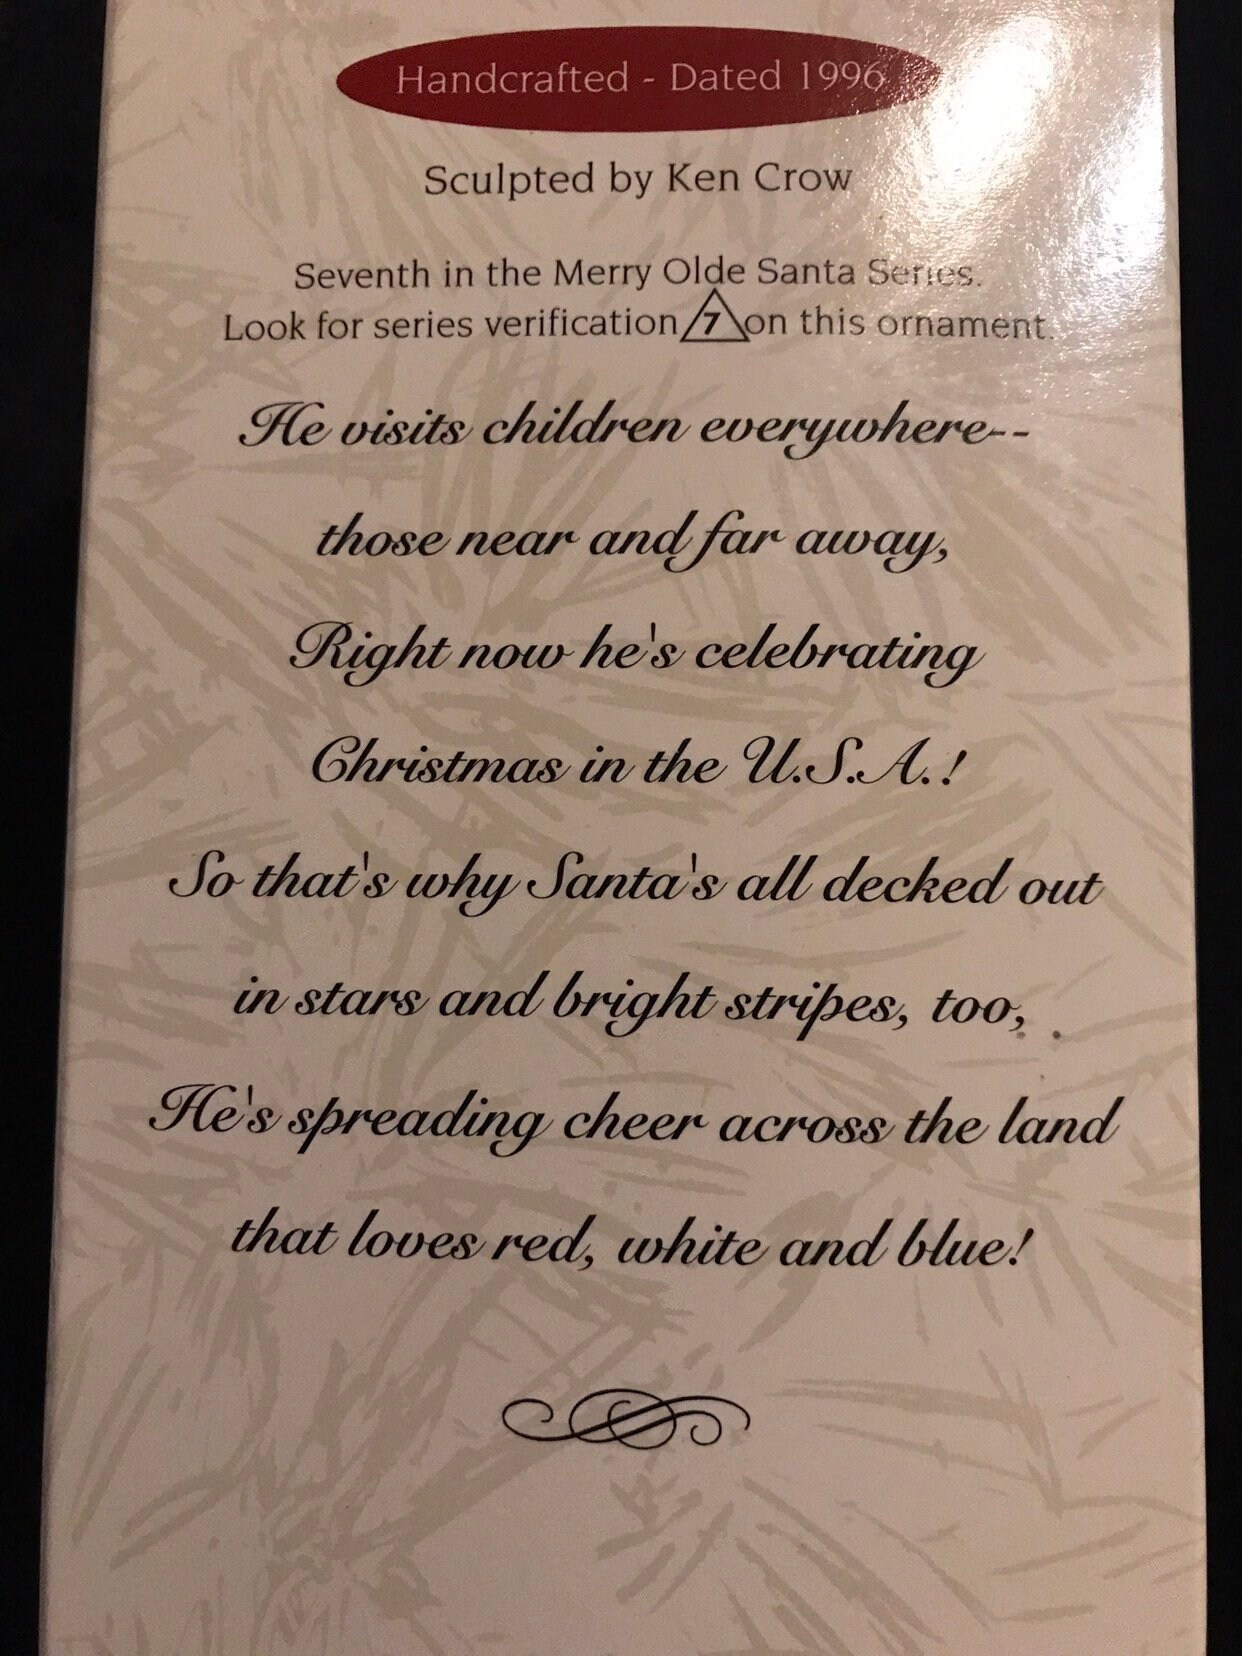 Handcrafted - Dated 1996
Sculpted by Ken Crow
Seventh in the Merry Olde Santa Series.
Look for series verification 7 on this ornament.
He visits children everywhere--
those near and far away,
Right now he's celebrating
Christmas in the U.S.A.!
So that's why Santa's all decked out
in stars and bright stripes, too,
He's spreading cheer across the land
that loves red, white and blue!